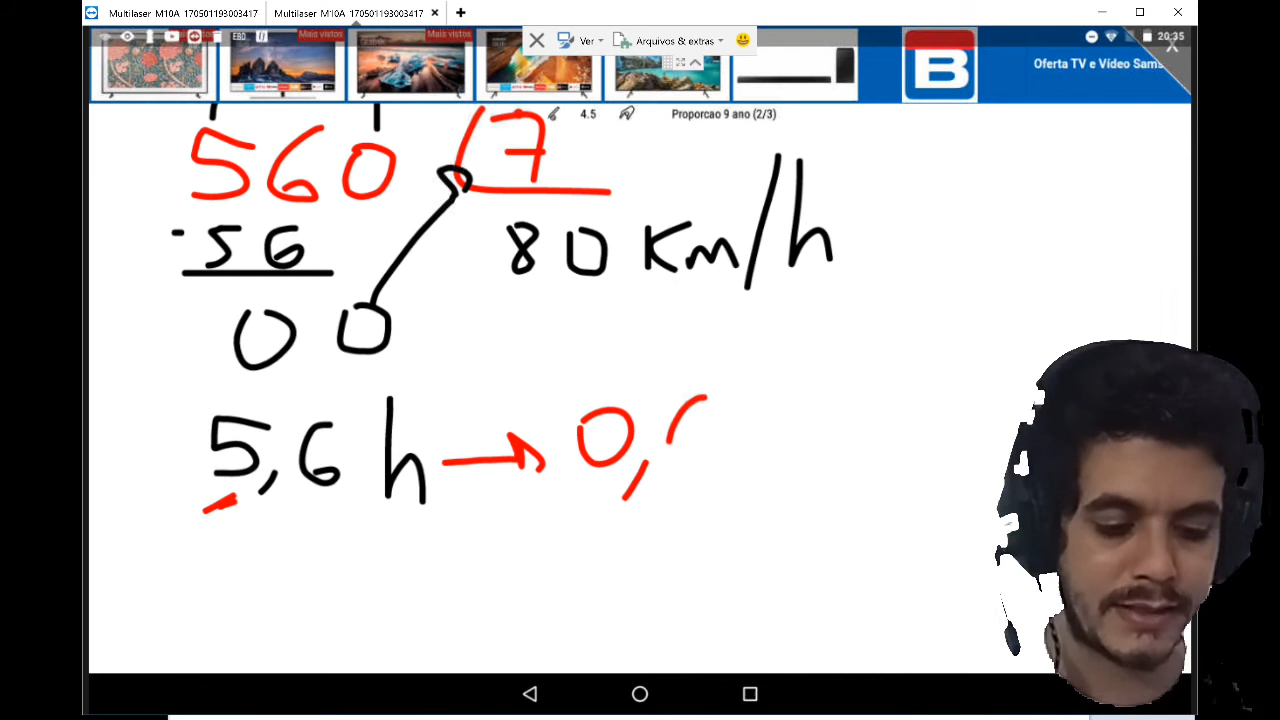 Multilaser M10A 170501193003417 Multilaser M10A 170501193003417
Mais vistos Mais vistos
EBD 20:35
Ver Arquivos & extras
B
Oferta TV e Vídeo Sams
4.5 Proporcao 9 ano (2/3)
560 7
-56 80 Km/h
00
5,6 h → 0,